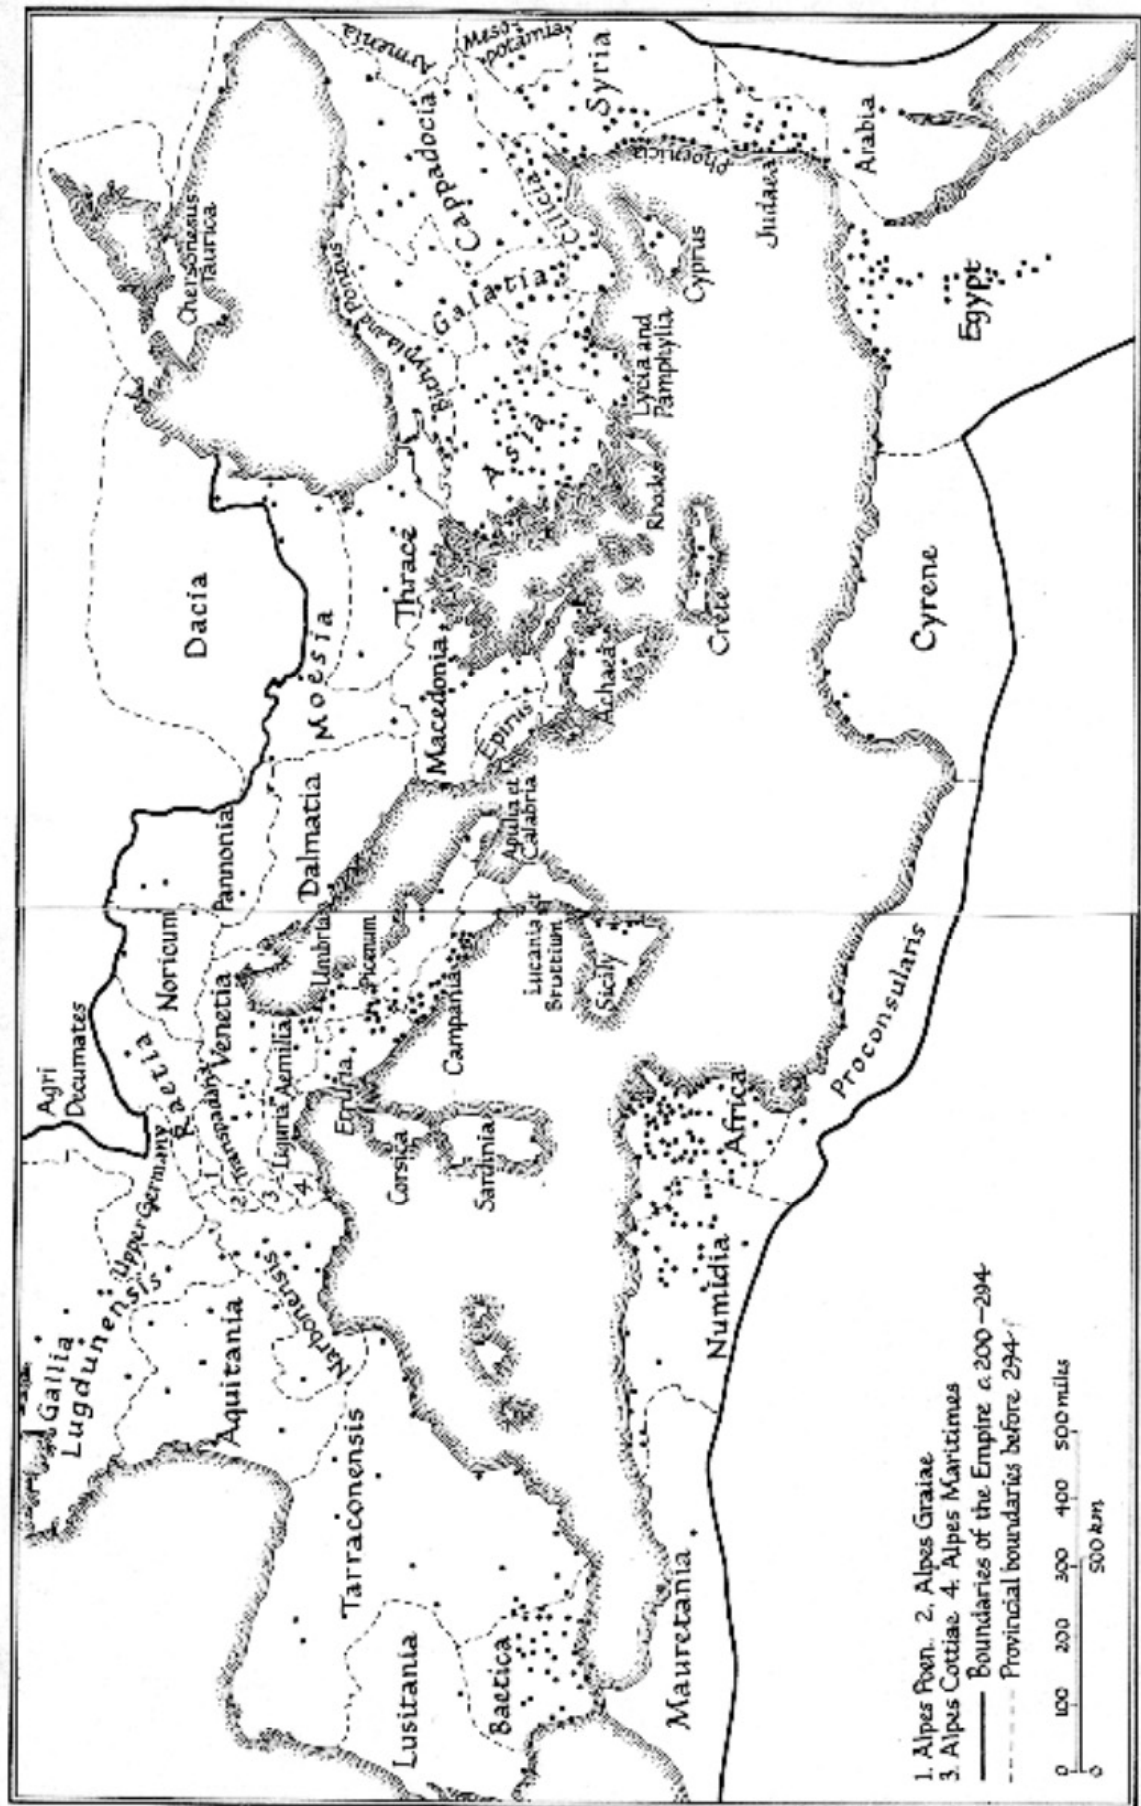 Gallia
Lugdunensis
Agri
Decumates
Upper Germany
Raetia
Noricum
Pannonia
Dacia
Chersonesus
Taurica
Aquitania
Narbonensis
1
2
3
4
Transpadana
Venetia
Liguria
Aemilia
Umbria
Dalmatia
Moesia
Thrace
Bithynia and Pontus
Armenia
Meso-
potamia
Cappadocia
Galatia
Cilicia
Syria
Tarraconensis
Etruria
Picenum
Corsica
Sardinia
Campania
Apulia et
Calabria
Lucania et
Bruttium
Sicily
Macedonia
Epirus
Achaea
Asia
Lycia and
Pamphylia
Rhodes
Crete
Cyprus
Phoenicia
Judaea
Arabia
Lusitania
Baetica
Mauretania
Numidia
Africa
Proconsularis
Cyrene
Egypt
1. Alpes Poen. 2. Alpes Graiae
3. Alpes Cottiae 4. Alpes Maritimes
Boundaries of the Empire c.200-294
Provincial boundaries before 294
0 100 200 300 400 500 miles
0 500 km